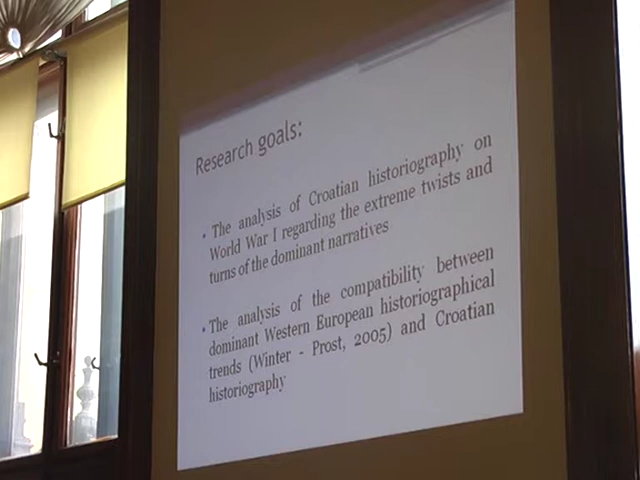 Research goals:
• The analysis of Croatian historiography on
World War I regarding the extreme twists and
turns of the dominant narratives
• The analysis of the compatibility between
dominant Western European historiographical
trends (Winter - Prost, 2005) and Croatian
historiography